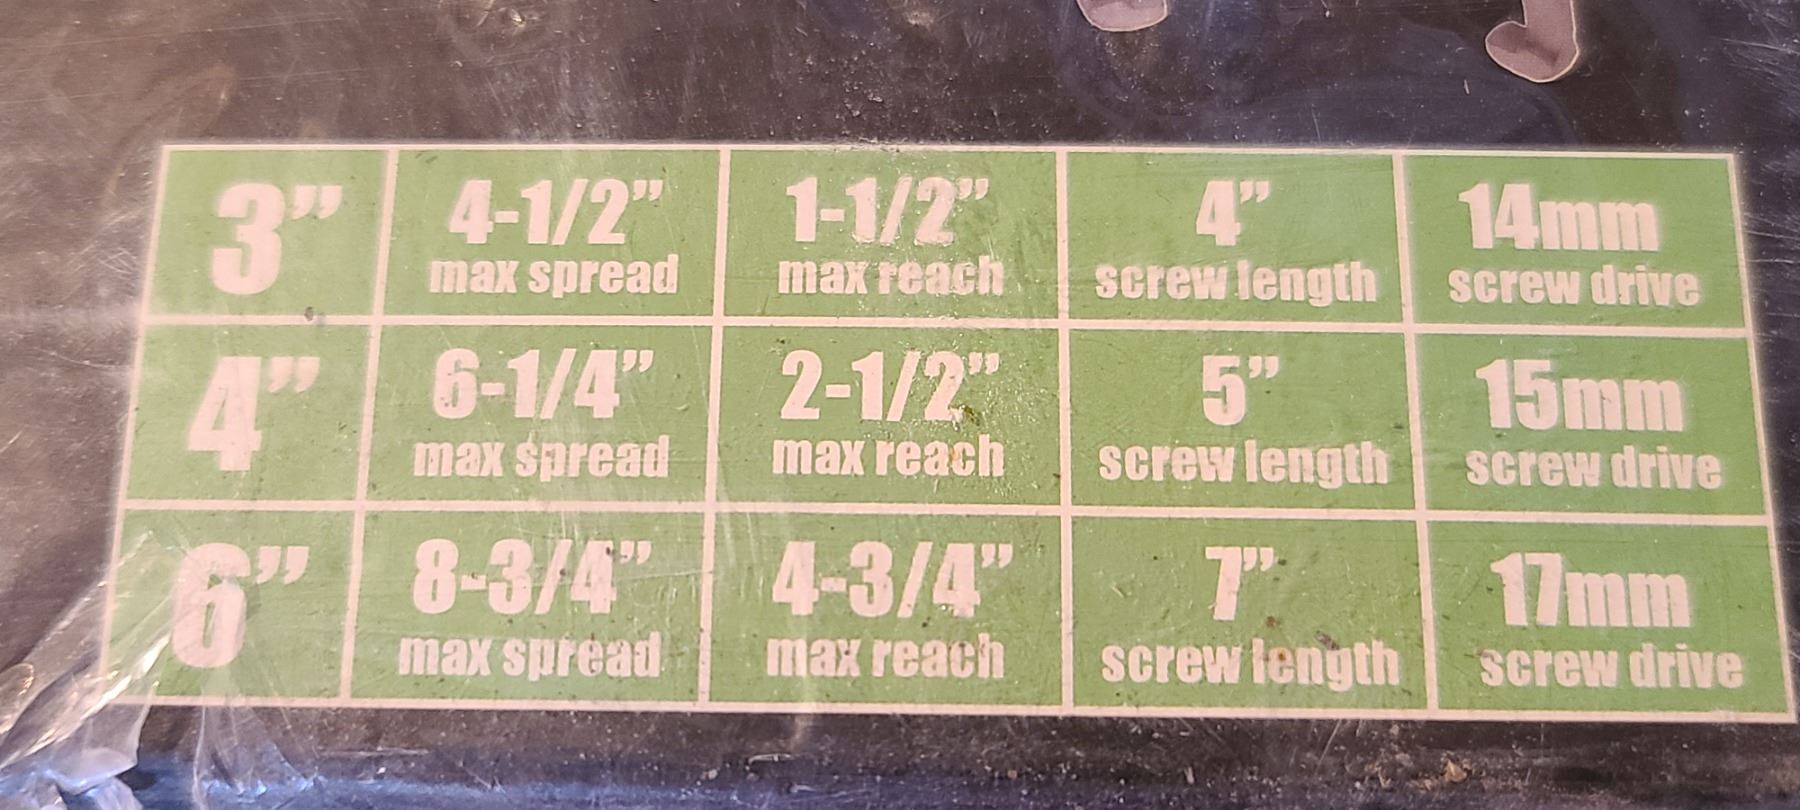 3”
4-1/2”
max spread
1-1/2”
max reach
4”
screw length
14mm
screw drive
4”
6-1/4”
max spread
2-1/2”
max reach
5”
screw length
15mm
screw drive
6”
8-3/4”
max spread
4-3/4”
max reach
7”
screw length
17mm
screw drive